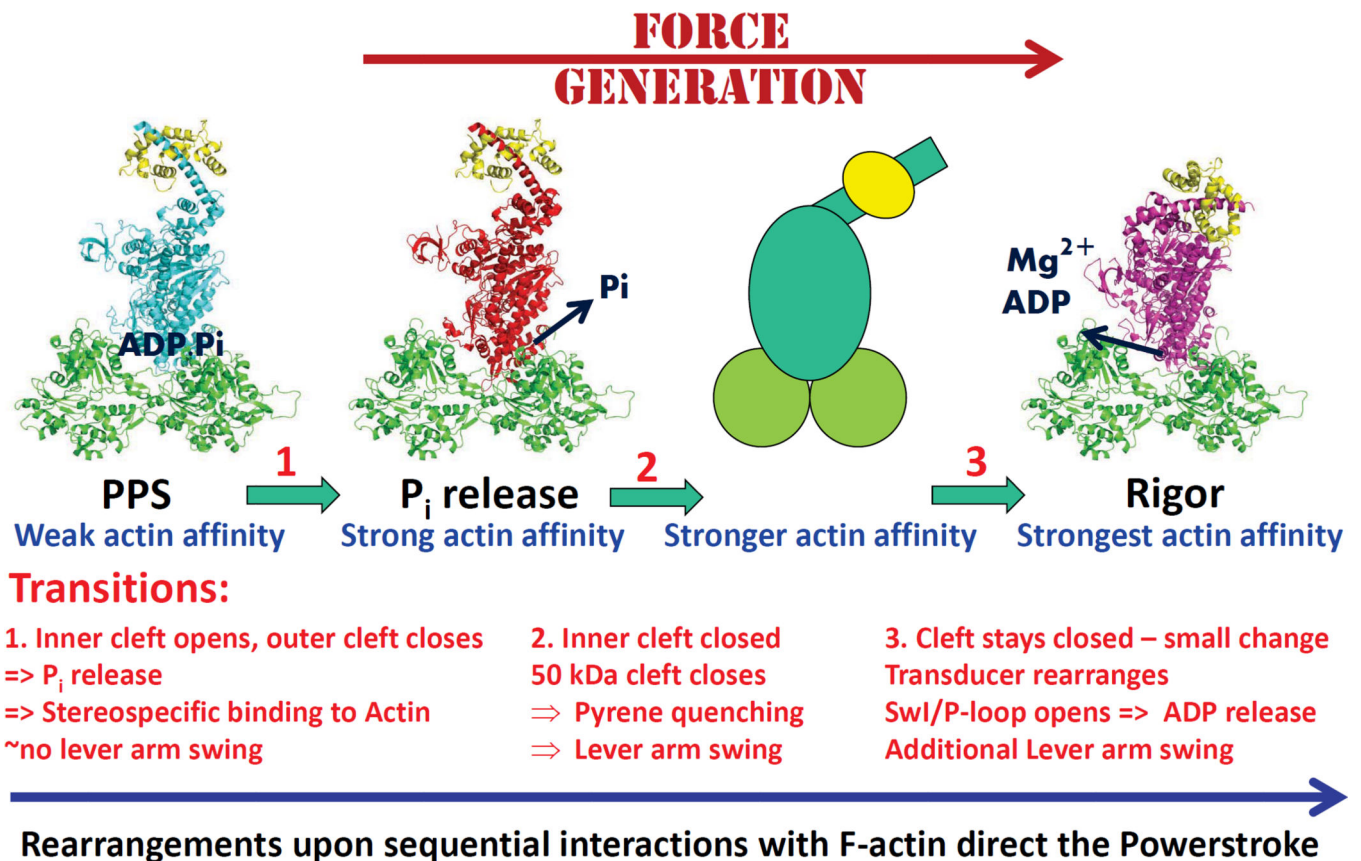 FORCE
GENERATION
ADP.Pi
Pi
Mg²⁺
ADP
1
2
3
PPS
Pᵢ release
Rigor
Weak actin affinity
Strong actin affinity
Stronger actin affinity
Strongest actin affinity
Transitions:
1. Inner cleft opens, outer cleft closes
=> Pᵢ release
=> Stereospecific binding to Actin
~no lever arm swing
2. Inner cleft closed
50 kDa cleft closes
⇒ Pyrene quenching
⇒ Lever arm swing
3. Cleft stays closed – small change
Transducer rearranges
SwI/P-loop opens => ADP release
Additional Lever arm swing
Rearrangements upon sequential interactions with F-actin direct the Powerstroke